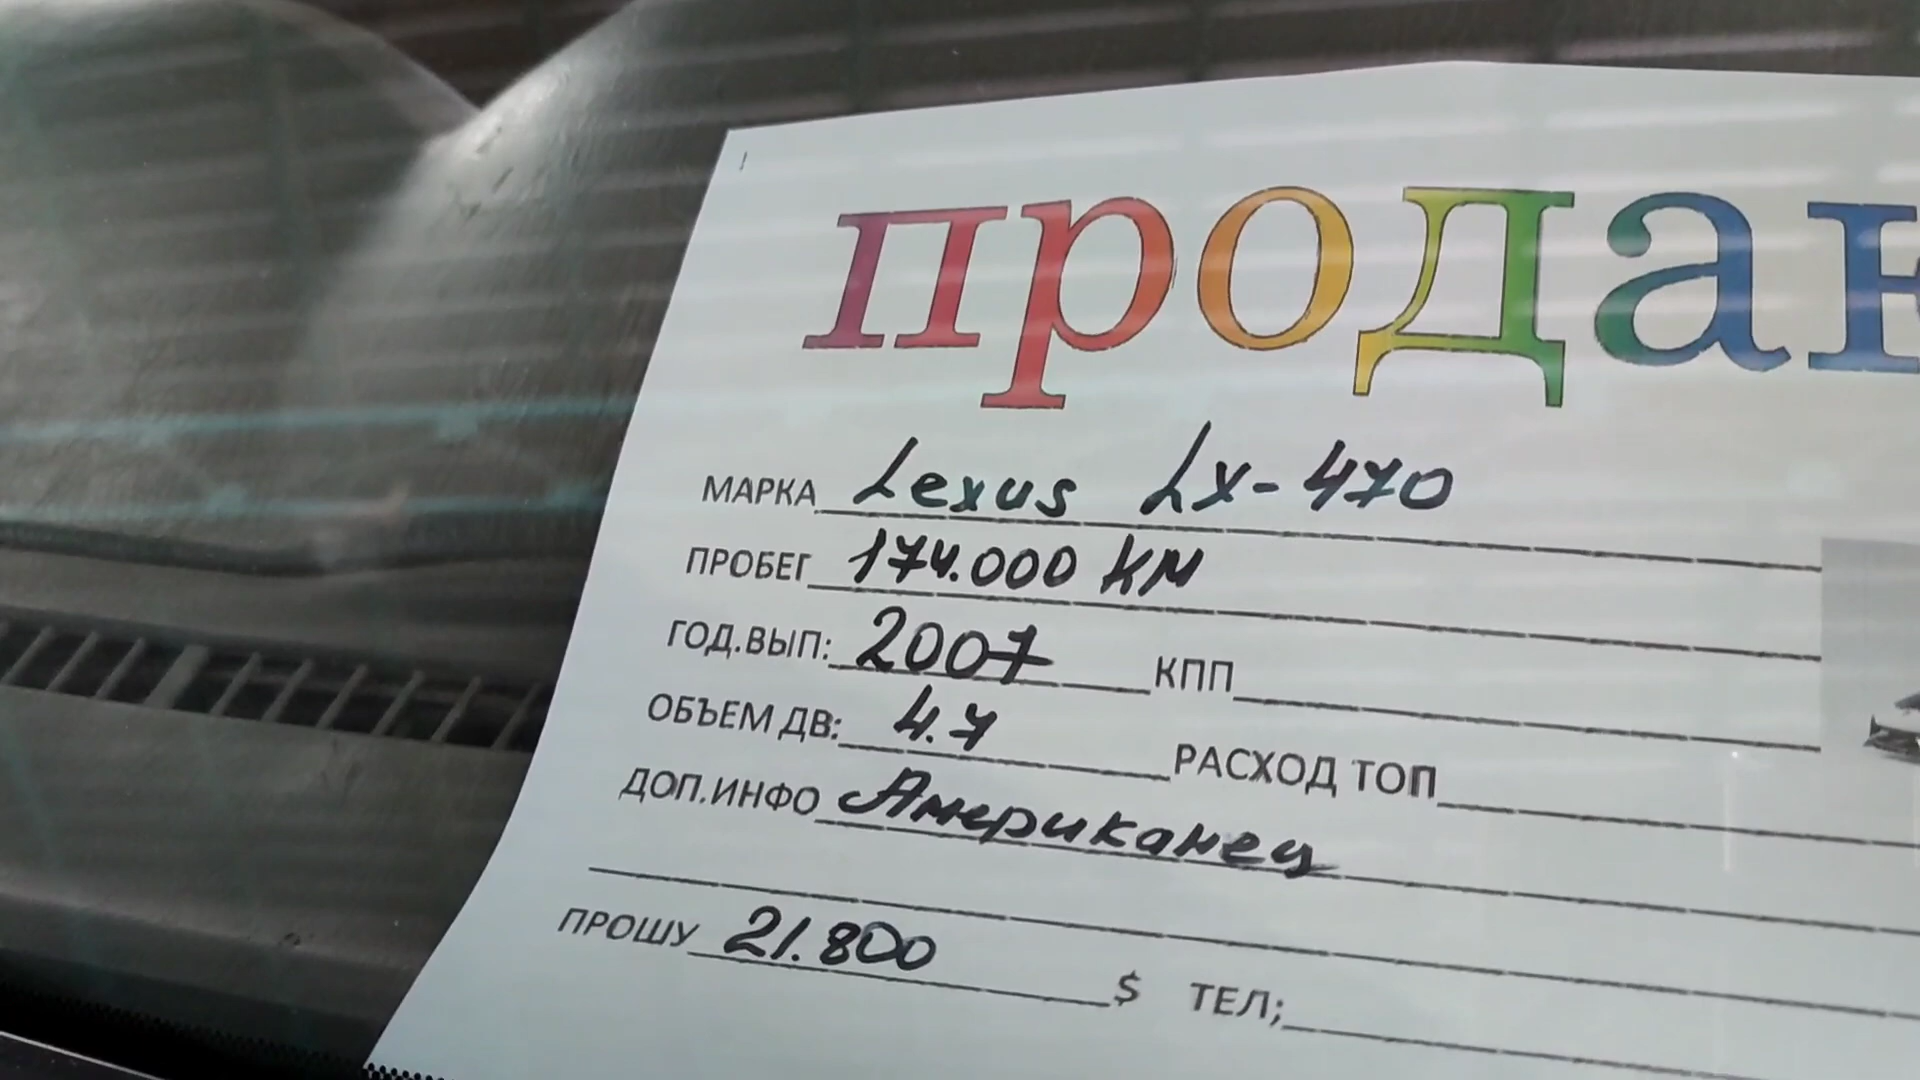 прода
МАРКА Lexus LX-470
ПРОБЕГ 174.000 КМ
ГОД.ВЫП: 2007 КПП
ОБЪЕМ ДВ: 4.7 РАСХОД ТОП
ДОП.ИНФО Американец
ПРОШУ 21.800 $ ТЕЛ;